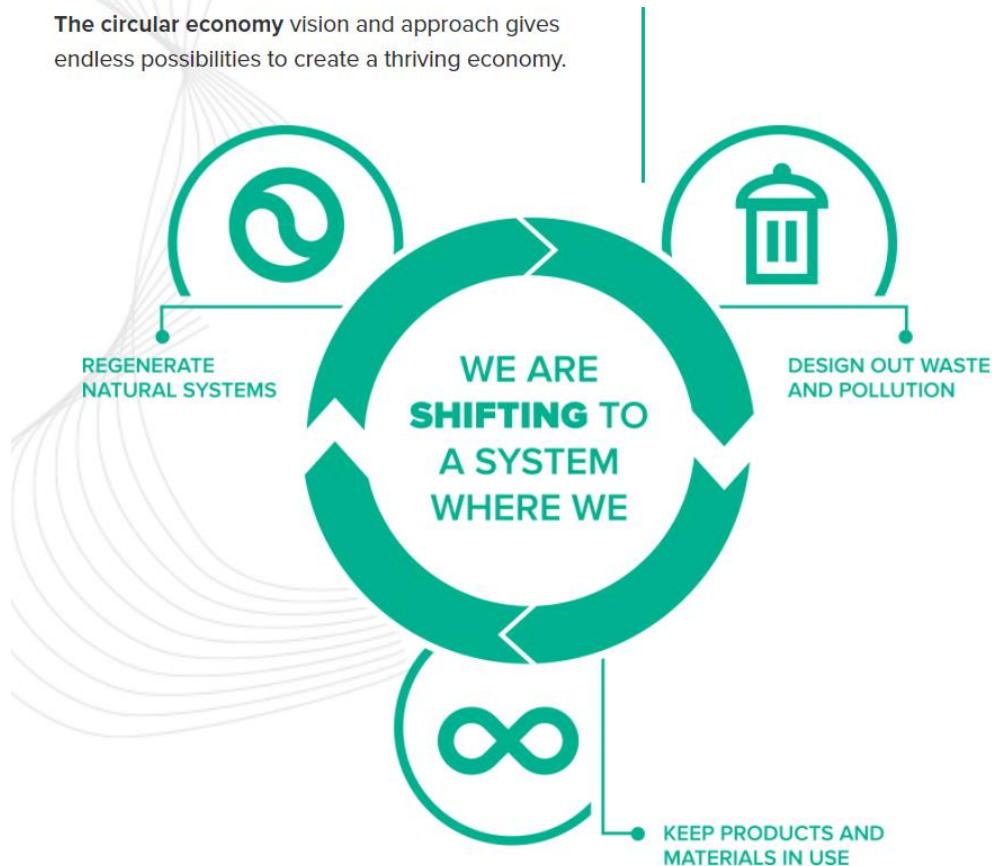 The circular economy vision and approach gives
endless possibilities to create a thriving economy.
REGENERATE
NATURAL SYSTEMS
WE ARE
SHIFTING TO
A SYSTEM
WHERE WE
DESIGN OUT WASTE
AND POLLUTION
KEEP PRODUCTS AND
MATERIALS IN USE